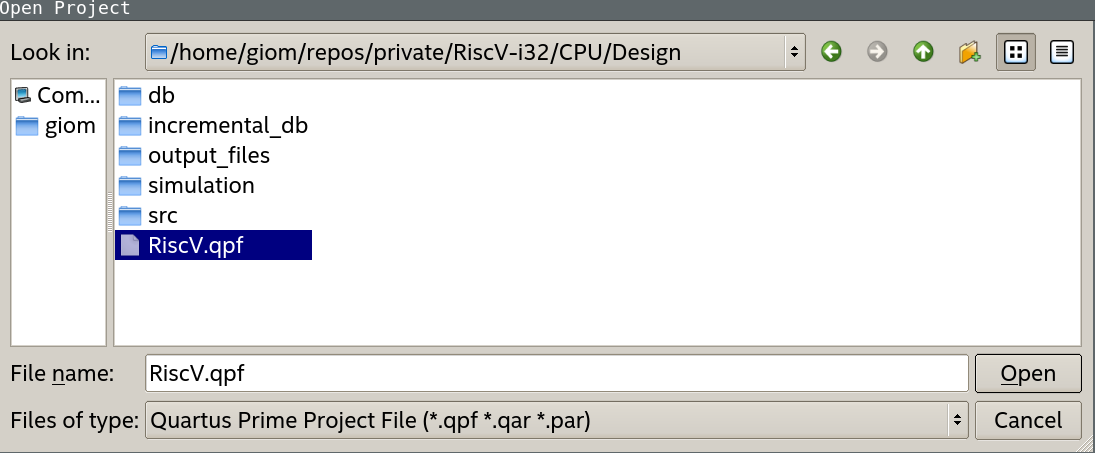 Open Project
Look in: /home/giom/repos/private/RiscV-i32/CPU/Design
Com...
giom
db
incremental_db
output_files
simulation
src
RiscV.qpf
File name: RiscV.qpf Open
Files of type: Quartus Prime Project File (*.qpf *.qar *.par) Cancel